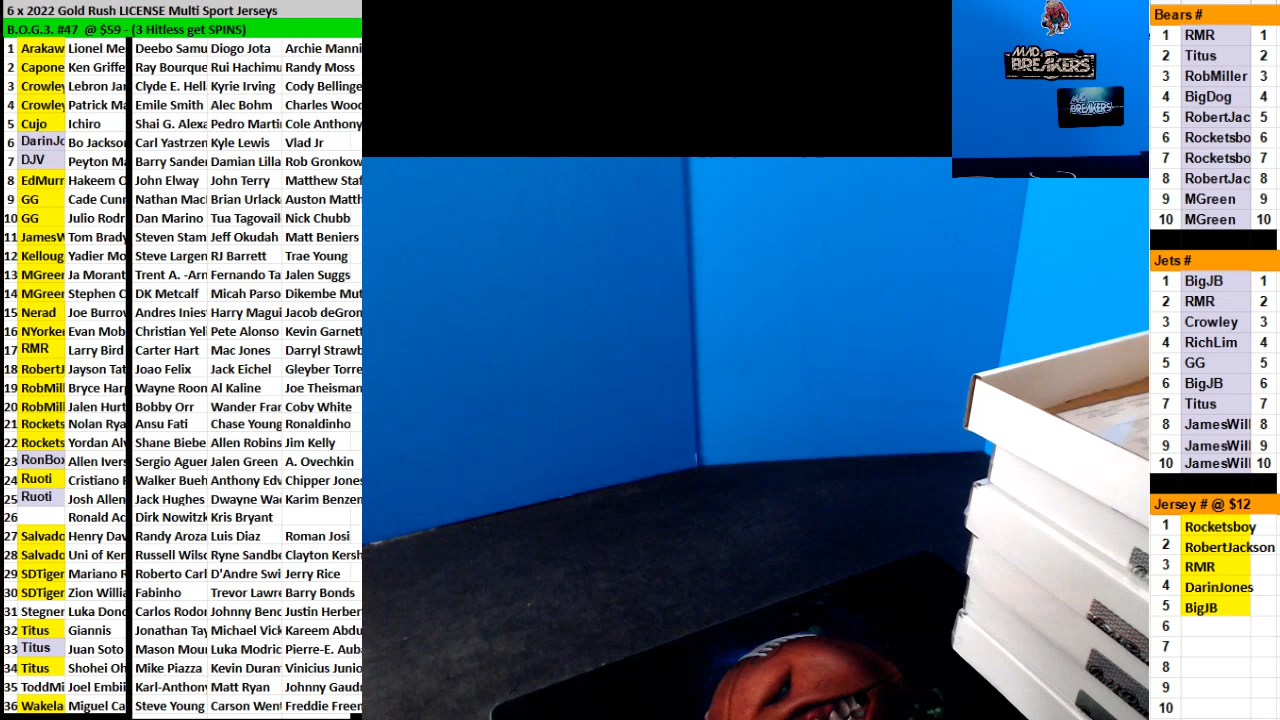 6 x 2022 Gold Rush LICENSE Multi Sport Jerseys
B.O.G.3. #47 @ $59 - (3 Hitless get SPINS)
1 Arakaw Lionel Me Deebo Samu Diogo Jota Archie Manni
2 Capone Ken Griffe Ray Bourque Rui Hachimu Randy Moss
3 Crowley Lebron Jar Clyde E. Hell Kyrie Irving Cody Bellinge
4 Crowley Patrick Ma Emile Smith Alec Bohm Charles Wood
5 Cujo Ichiro Shai G. Alexa Pedro Marti Cole Anthony
6 DarinJo Bo Jackson Carl Yastrzen Kyle Lewis Vlad Jr
7 DJV Peyton Ma Barry Sander Damian Lilla Rob Gronkow
8 EdMurr Hakeem O John Elway John Terry Matthew Staf
9 GG Cade Cunn Nathan Mac Brian Urlack Auston Matth
10 GG Julio Rodr Dan Marino Tua Tagovail Nick Chubb
11 JamesW Tom Brady Steven Stam Jeff Okudah Matt Beniers
12 Kelloug Yadier Mo Steve Largen RJ Barrett Trae Young
13 MGreen Ja Morant Trent A. -Arn Fernando Ta Jalen Suggs
14 MGreen Stephen C DK Metcalf Micah Parso Dikembe Mut
15 Nerad Joe Burrow Andres Inies Harry Magui Jacob deGron
16 NYorker Evan Mob Christian Yeli Pete Alonso Kevin Garnett
17 RMR Larry Bird Carter Hart Mac Jones Darryl Strawb
18 RobertJ Jayson Tat Joao Felix Jack Eichel Gleyber Torre
19 RobMill Bryce Harp Wayne Roon Al Kaline Joe Theisman
20 RobMill Jalen Hurt Bobby Orr Wander Fran Coby White
21 Rockets Nolan Rya Ansu Fati Chase Young Ronaldinho
22 Rockets Yordan Alv Shane Biebe Allen Robins Jim Kelly
23 RonBox Allen Ivers Sergio Aguer Jalen Green A. Ovechkin
24 Ruoti Cristiano F Walker Bueh Anthony Edv Chipper Jones
25 Ruoti Josh Allen Jack Hughes Dwayne Wad Karim Benzen
26 Ronald Ac Dirk Nowitzk Kris Bryant
27 Salvado Henry Dav Randy Aroza Luis Diaz Roman Josi
28 Salvado Uni of Ken Russell Wilso Ryne Sandbe Clayton Kersh
29 SDTiger Mariano R Roberto Carl D'Andre Swi Jerry Rice
30 SDTiger Zion Willia Fabinho Trevor Lawre Barry Bonds
31 Stegner Luka Donc Carlos Rodo Johnny Benc Justin Herber
32 Titus Giannis Jonathan Tay Michael Vick Kareem Abdu
33 Titus Juan Soto Mason Mour Luka Modric Pierre-E. Aub
34 Titus Shohei Oh Mike Piazza Kevin Duran Vinicius Junio
35 ToddMi Joel Embii Karl-Anthony Matt Ryan Johnny Gaudr
36 Wakela Miguel Ca Steve Young Carson Went Freddie Freer
MAD BREAKERS
MAD BREAKERS
Bears #
1 RMR 1
2 Titus 2
3 RobMiller 3
4 BigDog 4
5 RobertJac 5
6 Rocketsbo 6
7 Rocketsbo 7
8 RobertJac 8
9 MGreen 9
10 MGreen 10
Jets #
1 BigJB 1
2 RMR 2
3 Crowley 3
4 RichLim 4
5 GG 5
6 BigJB 6
7 Titus 7
8 JamesWill 8
9 JamesWill 9
10 JamesWill 10
Jersey # @ $12
1 Rocketsboy
2 RobertJackson
3 RMR
4 DarinJones
5 BigJB
6
7
8
9
10